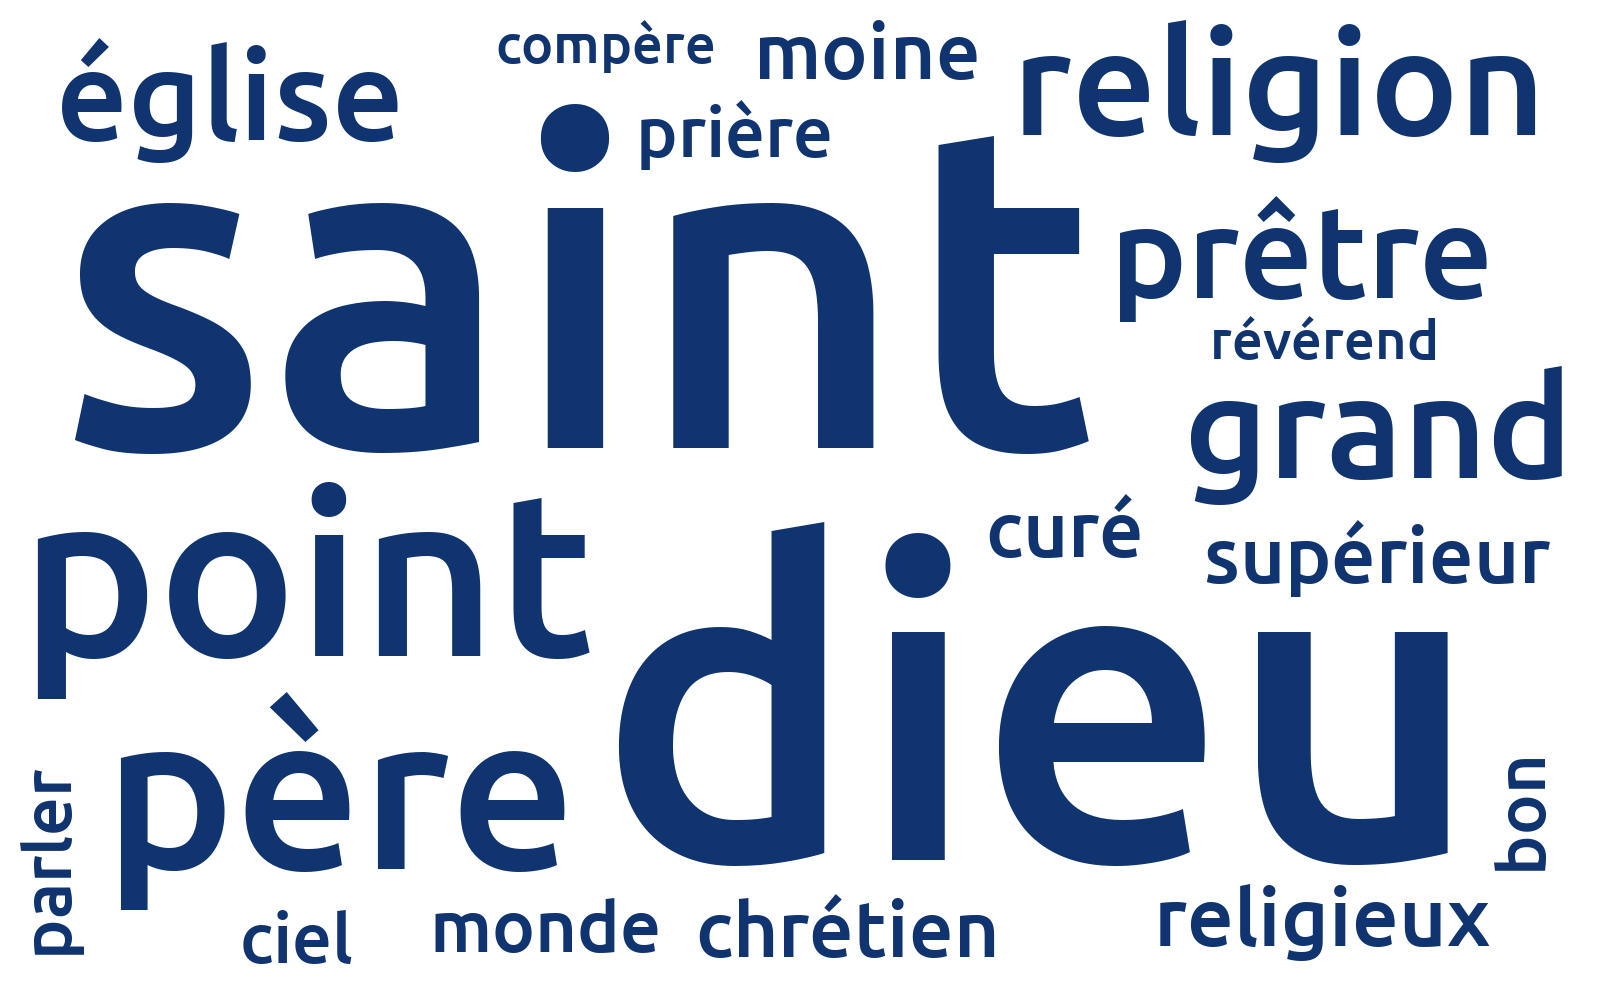 compère
moine
religion
église
prière
saint
prêtre
révérend
grand
point
curé
supérieur
dieu
père
parler
bon
ciel
monde
chrétien
religieux